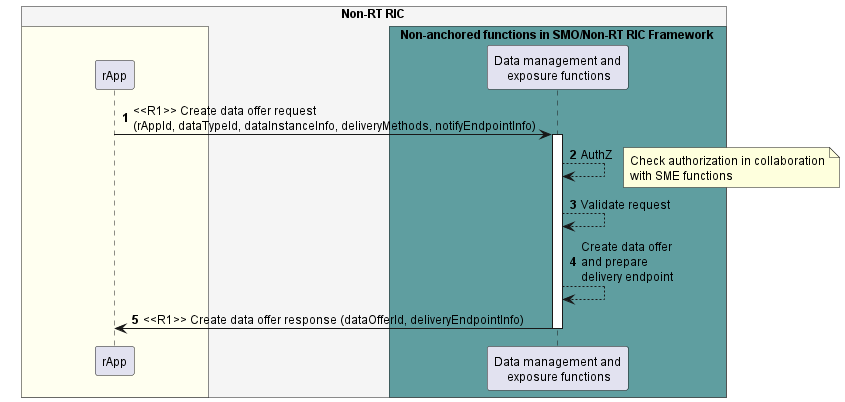 Non-RT RIC
Non-anchored functions in SMO/Non-RT RIC Framework
rApp
Data management and
exposure functions
1 <<R1>> Create data offer request
(rAppId, dataTypeId, dataInstanceInfo, deliveryMethods, notifyEndpointInfo)
2 AuthZ
Check authorization in collaboration
with SME functions
3 Validate request
Create data offer
4 and prepare
delivery endpoint
5 <<R1>> Create data offer response (dataOfferId, deliveryEndpointInfo)
rApp
Data management and
exposure functions